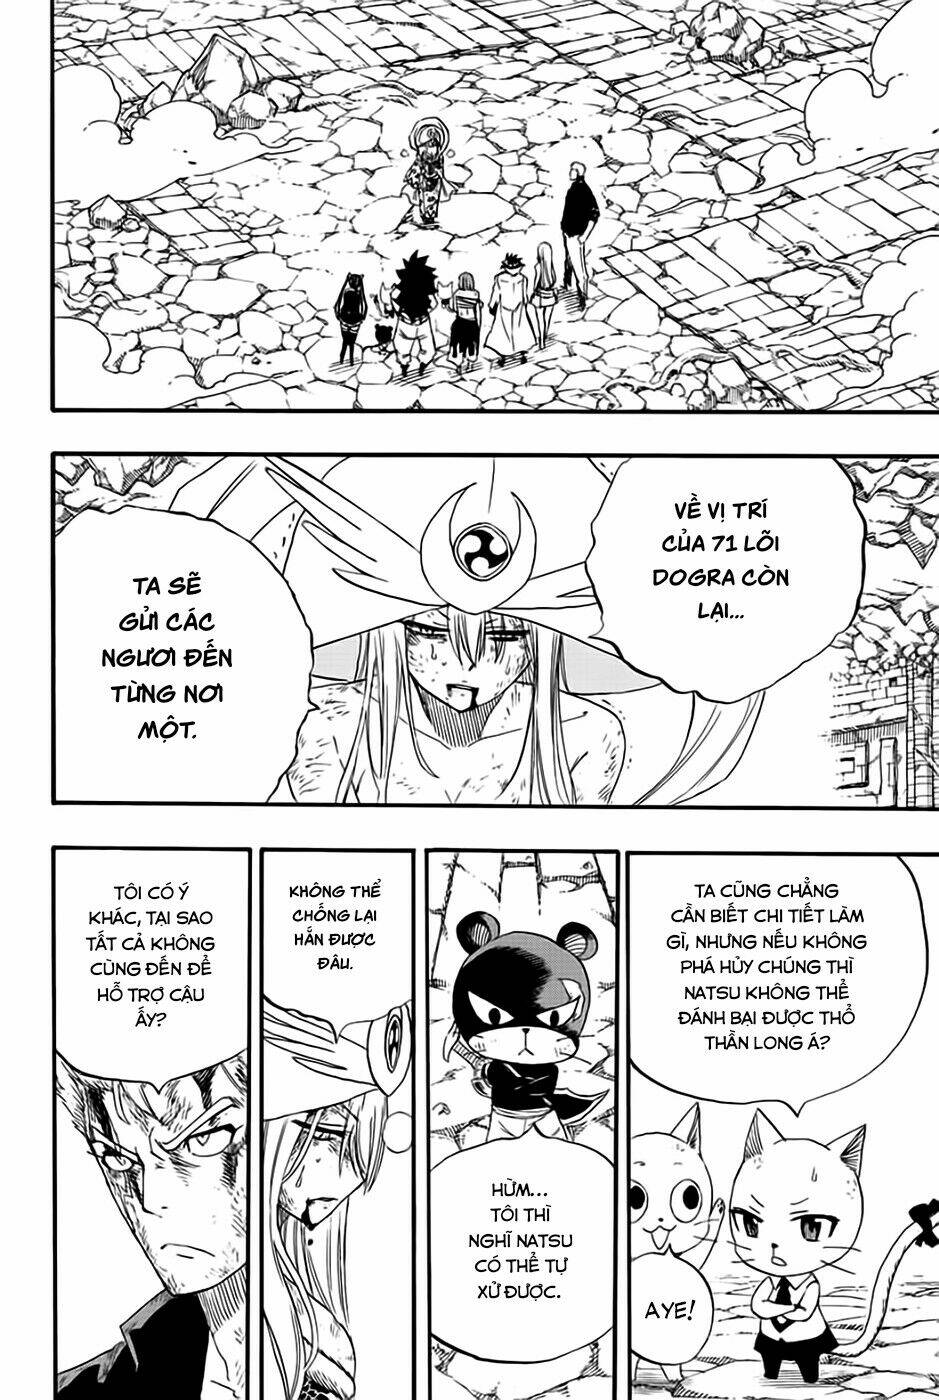 VỀ VỊ TRÍ
CỦA 71 LÕI
DOGRA CÒN
LẠI...
TA SẼ
GỬI CÁC
NGƯƠI ĐẾN
TỪNG NƠI
MỘT.
TA CŨNG CHẲNG
CẦN BIẾT CHI TIẾT LÀM
GÌ, NHƯNG NẾU KHÔNG
PHÁ HỦY CHÚNG THÌ
NATSU KHÔNG THỂ
ĐÁNH BẠI ĐƯỢC THỔ
THẦN LONG Á?
AYE!
HỪM...
TÔI THÌ
NGHĨ NATSU
CÓ THỂ TỰ
XỬ ĐƯỢC.
KHÔNG THỂ
CHỐNG LẠI
HẮN ĐƯỢC
ĐÂU.
TÔI CÓ Ý
KHÁC, TẠI SAO
TẤT CẢ KHÔNG
CÙNG ĐẾN ĐỂ
HỖ TRỢ CẬU
ẤY?